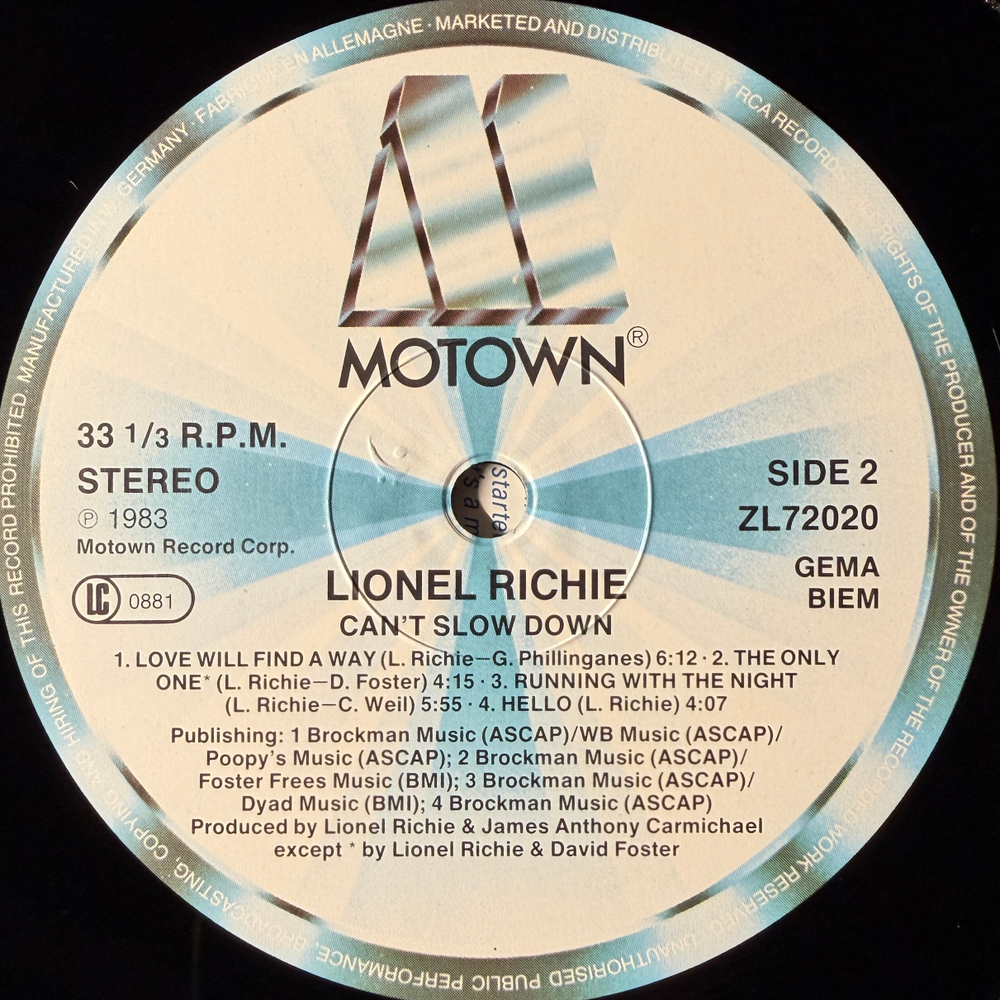 MANUFACTURED IN W. GERMANY · FABRIQUÉ EN ALLEMAGNE · MARKETED AND DISTRIBUTED BY RCA RECORDS · ALL RIGHTS OF THE PRODUCER AND OF THE OWNER OF THE RECORDED WORK RESERVED. UNAUTHORISED PUBLIC PERFORMANCE, BROADCASTING, COPYING AND HIRING OF THIS RECORD PROHIBITED.
MOTOWN®
33 1/3 R.P.M.
STEREO
℗ 1983
Motown Record Corp.
LC 0881
SIDE 2
ZL72020
GEMA
BIEM
starte
's a m
LIONEL RICHIE
CAN'T SLOW DOWN
1. LOVE WILL FIND A WAY (L. Richie—G. Phillinganes) 6:12 · 2. THE ONLY
ONE* (L. Richie—D. Foster) 4:15 · 3. RUNNING WITH THE NIGHT
(L. Richie—C. Weil) 5:55 · 4. HELLO (L. Richie) 4:07
Publishing: 1 Brockman Music (ASCAP)/WB Music (ASCAP)/
Poopy's Music (ASCAP); 2 Brockman Music (ASCAP)/
Foster Frees Music (BMI); 3 Brockman Music (ASCAP)/
Dyad Music (BMI); 4 Brockman Music (ASCAP)
Produced by Lionel Richie & James Anthony Carmichael
except * by Lionel Richie & David Foster